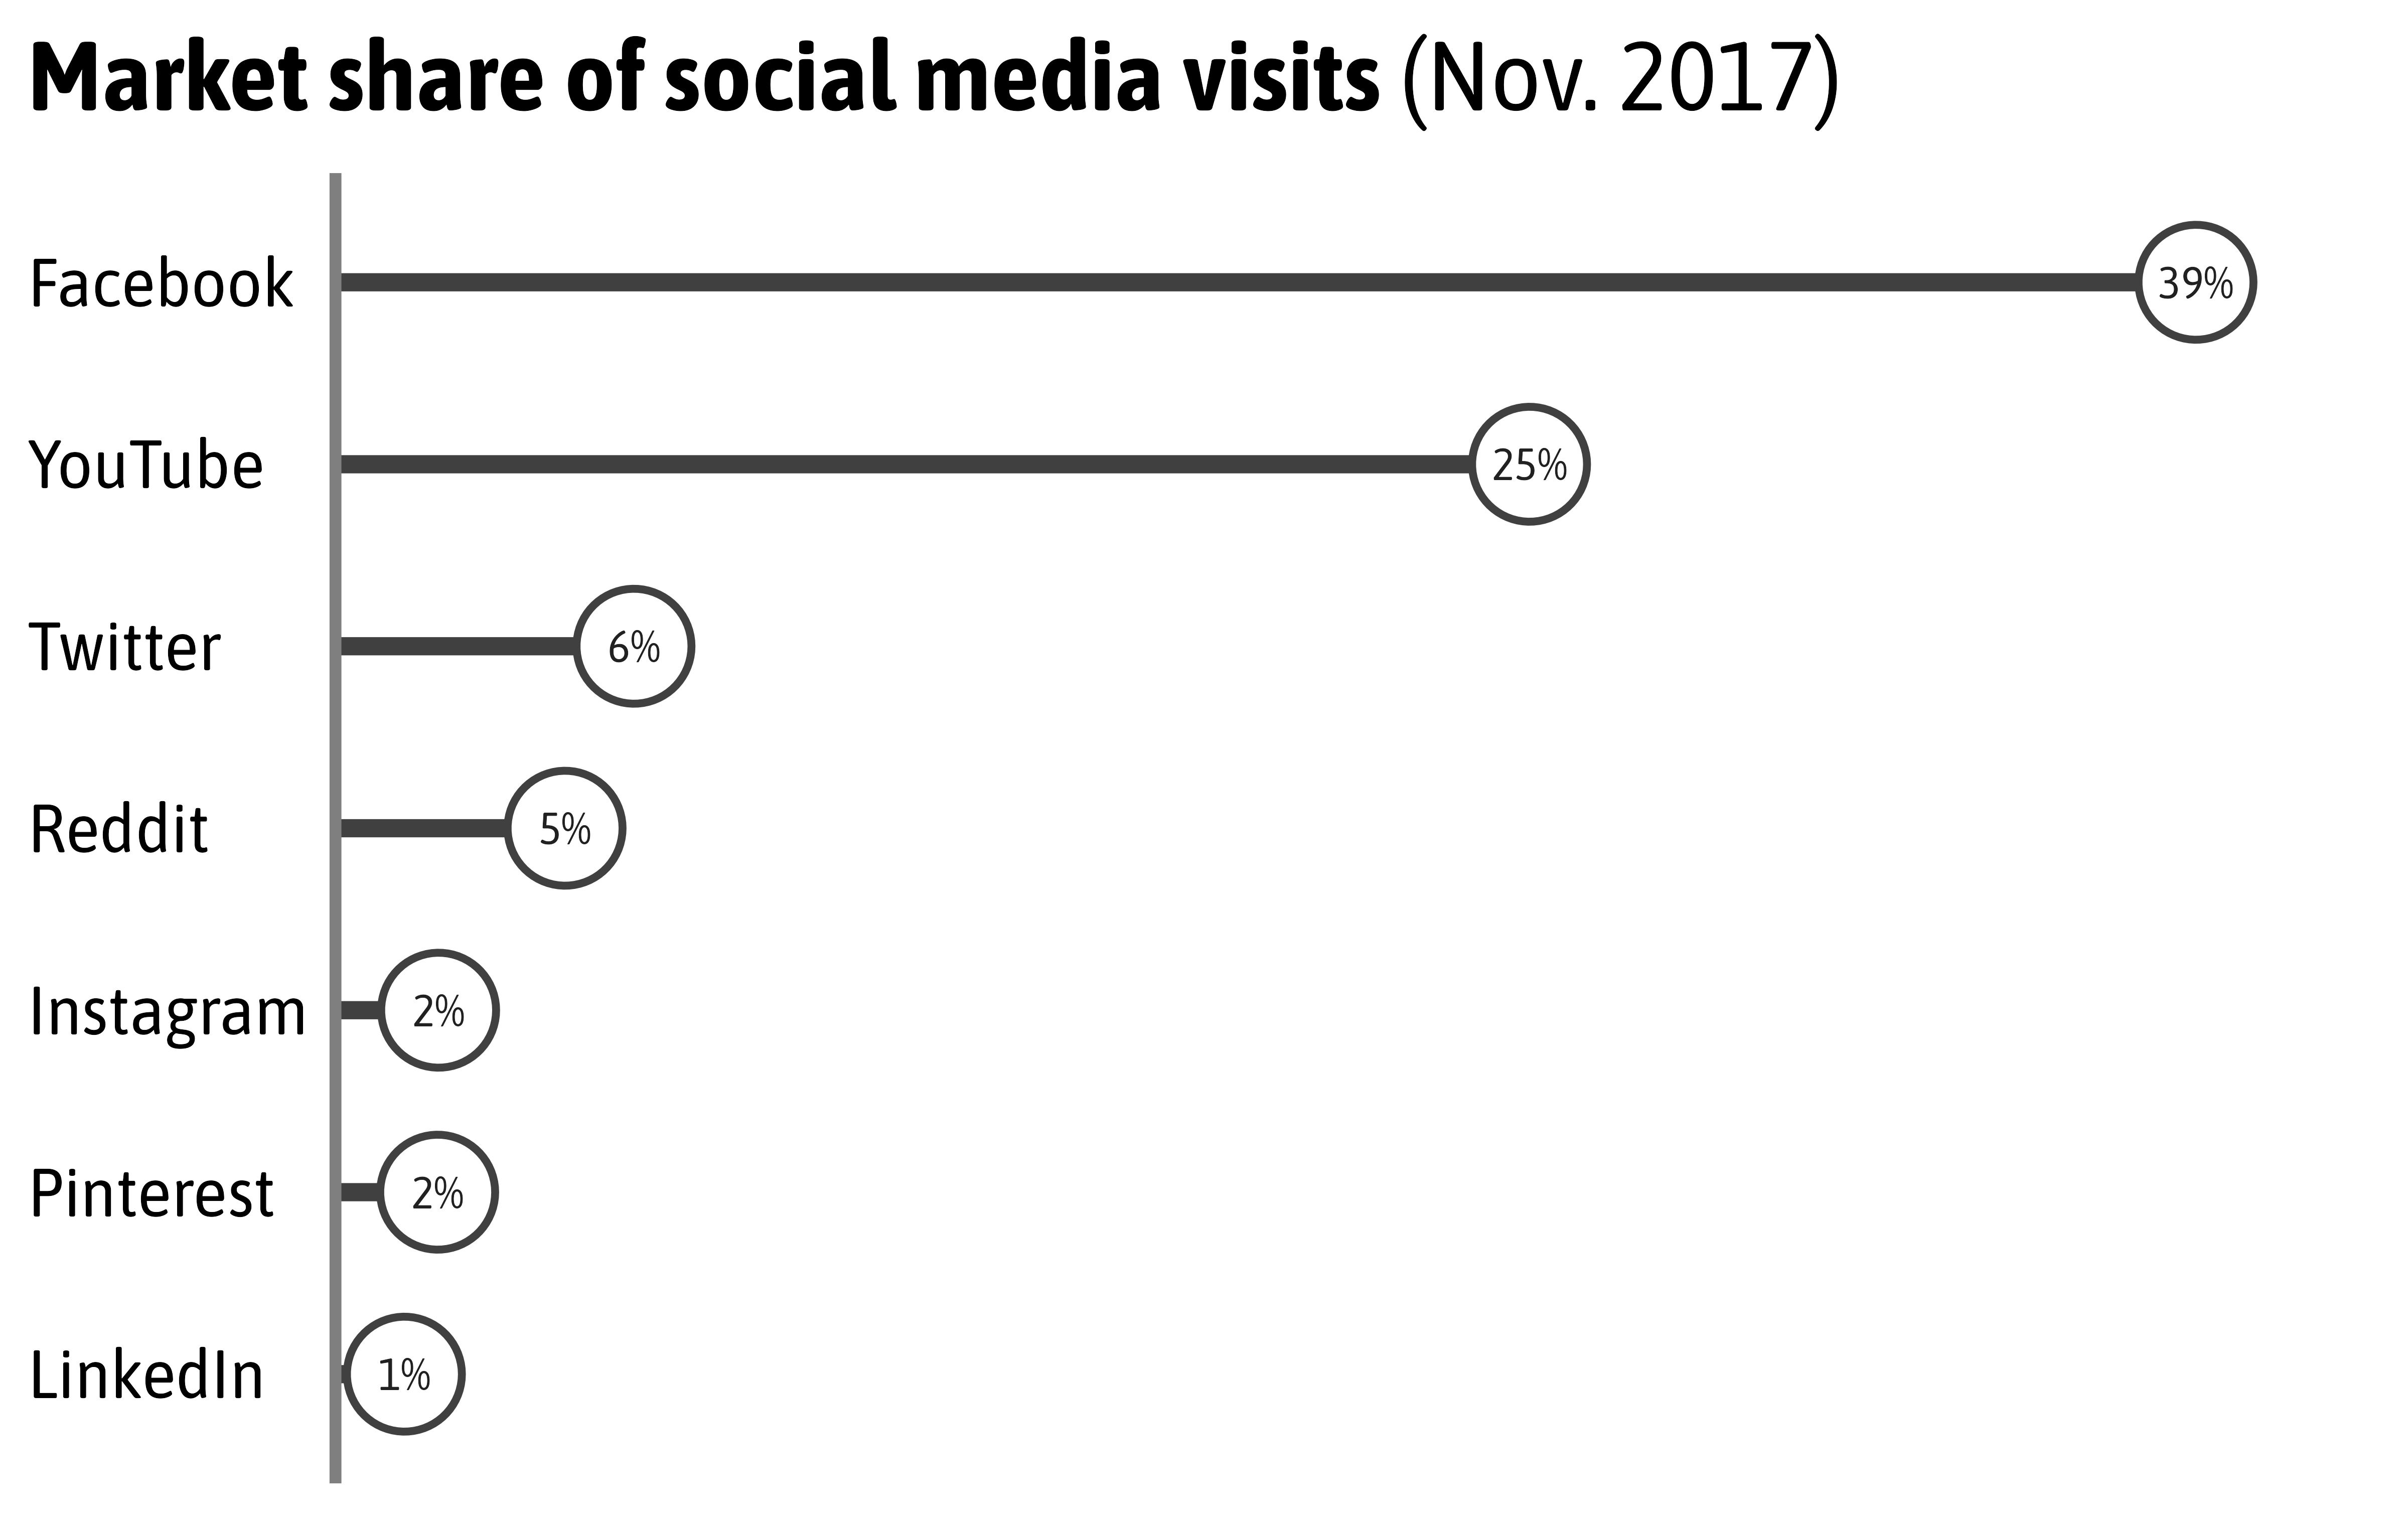 Market share of social media visits (Nov. 2017)
Facebook 39%
YouTube 25%
Twitter 6%
Reddit 5%
Instagram 2%
Pinterest 2%
LinkedIn 1%